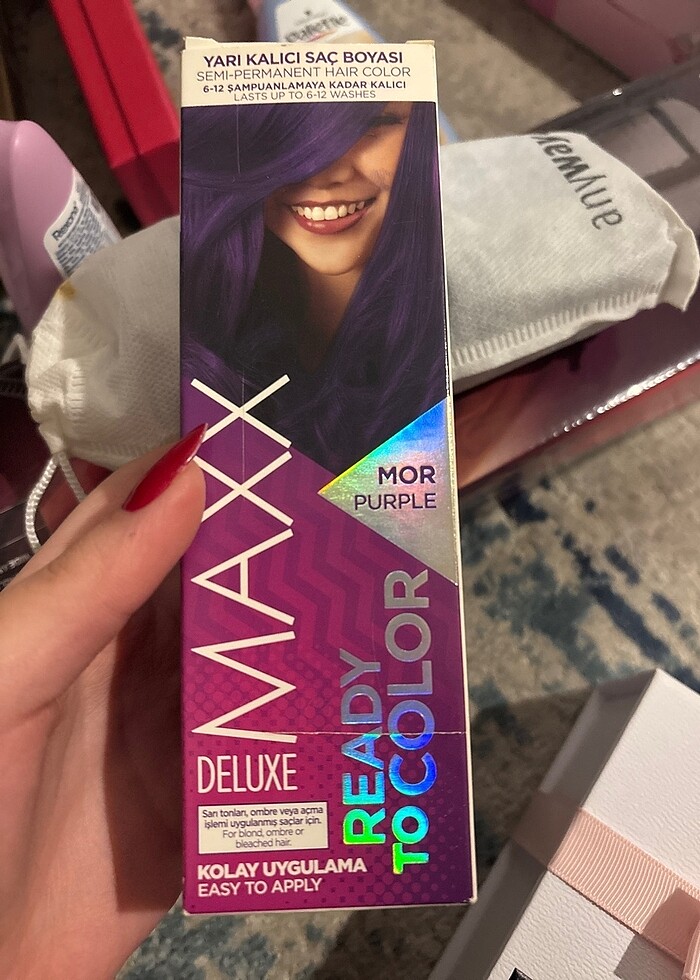 YARI KALICI SAÇ BOYASI
SEMI-PERMANENT HAIR COLOR
6-12 ŞAMPUANLAMAYA KADAR KALICI
LASTS UP TO 6-12 WASHES
MAXX
DELUXE
MOR
PURPLE
READY
TO COLOR
Sarı tonları, ombre veya açma
işlemi uygulanmış saçlar için.
For blond, ombre or
bleached hair.
KOLAY UYGULAMA
EASY TO APPLY